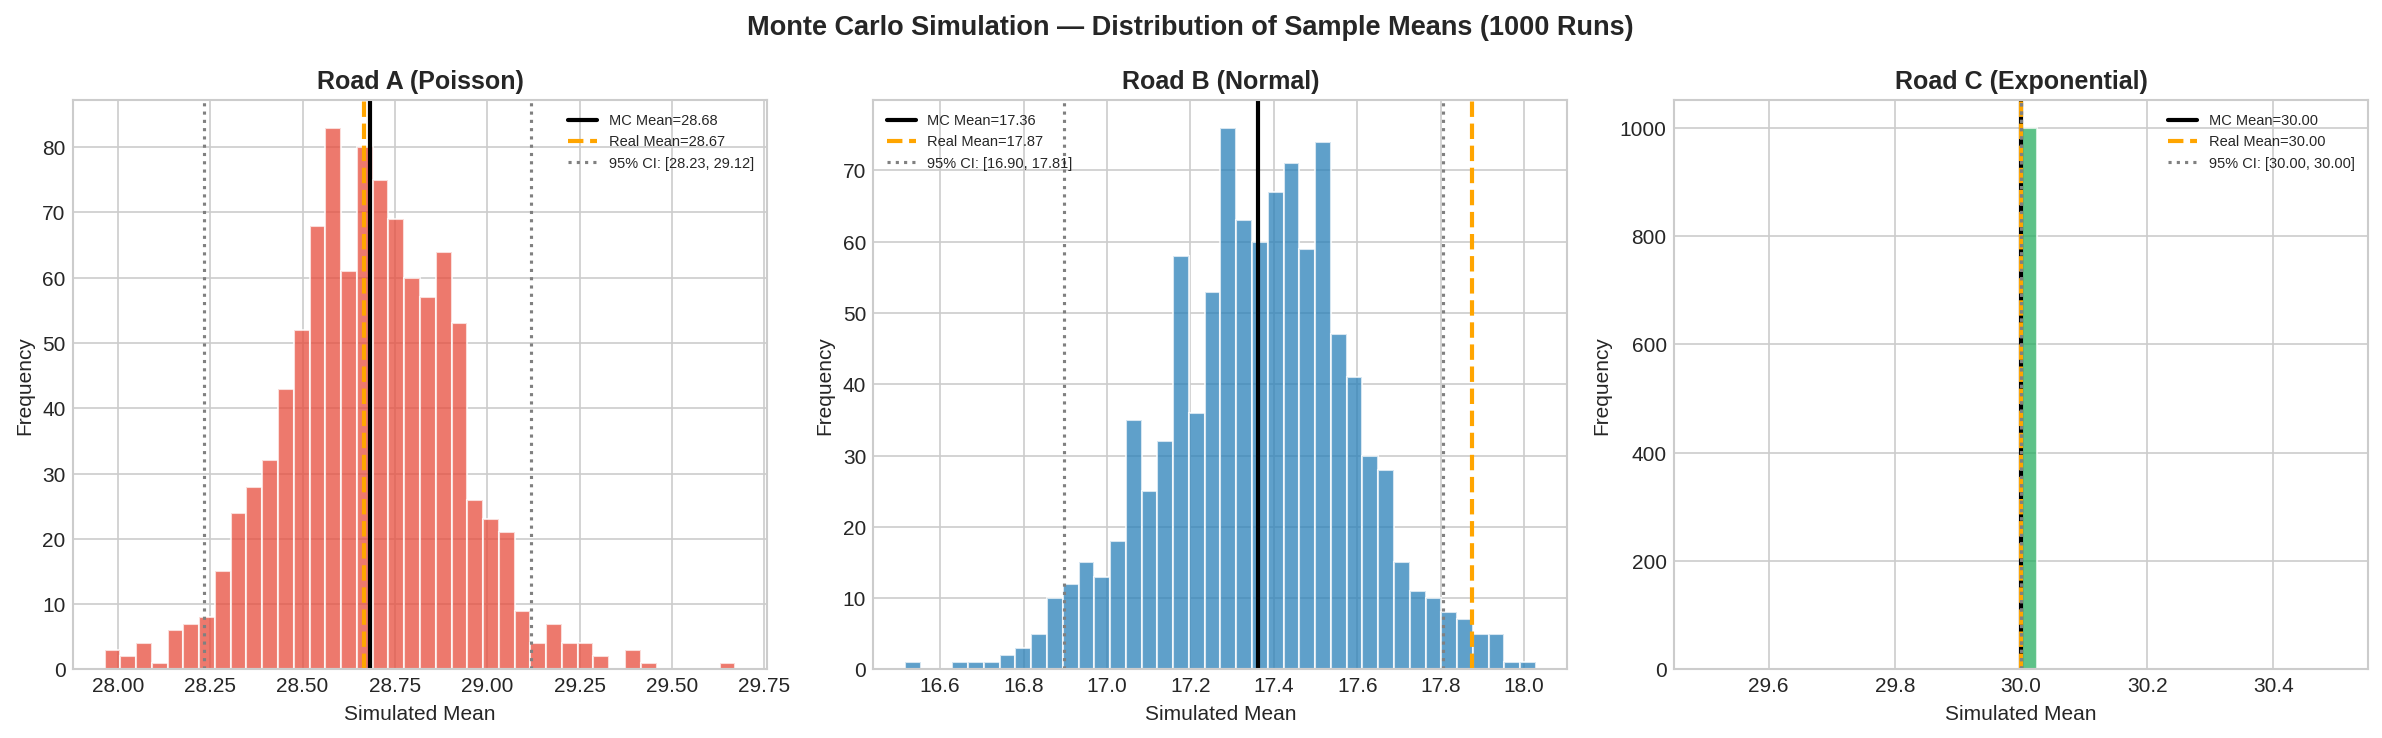 Monte Carlo Simulation — Distribution of Sample Means (1000 Runs)
Road A (Poisson)
MC Mean=28.68
Real Mean=28.67
95% CI: [28.23, 29.12]
Frequency
80
70
60
50
40
30
20
10
0
28.00 28.25 28.50 28.75 29.00 29.25 29.50 29.75
Simulated Mean
Road B (Normal)
MC Mean=17.36
Real Mean=17.87
95% CI: [16.90, 17.81]
Frequency
70
60
50
40
30
20
10
0
16.6 16.8 17.0 17.2 17.4 17.6 17.8 18.0
Simulated Mean
Road C (Exponential)
MC Mean=30.00
Real Mean=30.00
95% CI: [30.00, 30.00]
Frequency
1000
800
600
400
200
0
29.6 29.8 30.0 30.2 30.4
Simulated Mean